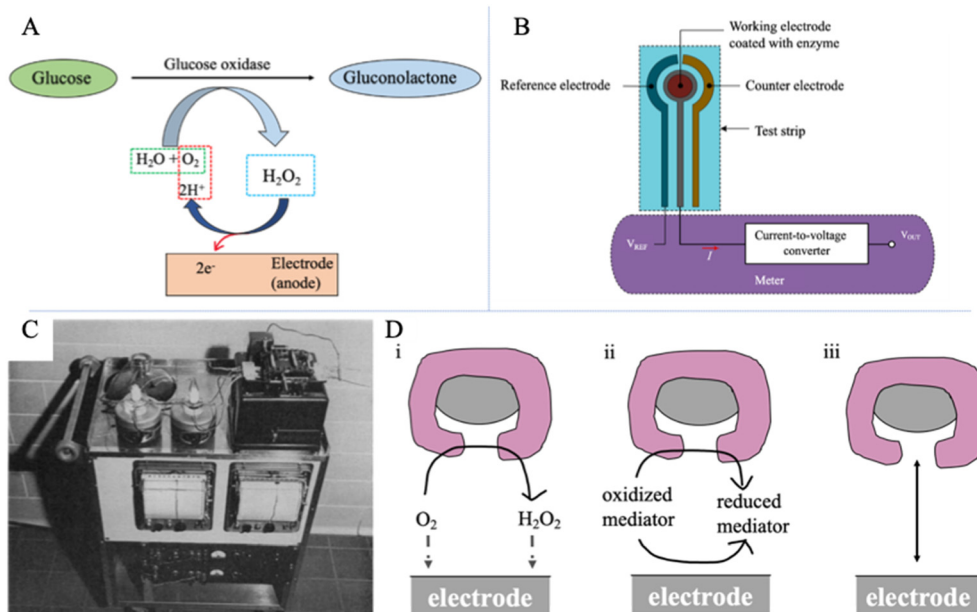 A
Glucose
Glucose oxidase
Gluconolactone
H₂O + O₂
2H⁺
H₂O₂
2e⁻
Electrode
(anode)
B
Working electrode
coated with enzyme
Reference electrode
Counter electrode
Test strip
V_REF
I
Current-to-voltage
converter
V_OUT
Meter
C
D
i
O₂
H₂O₂
electrode
ii
oxidized
mediator
reduced
mediator
electrode
iii
electrode